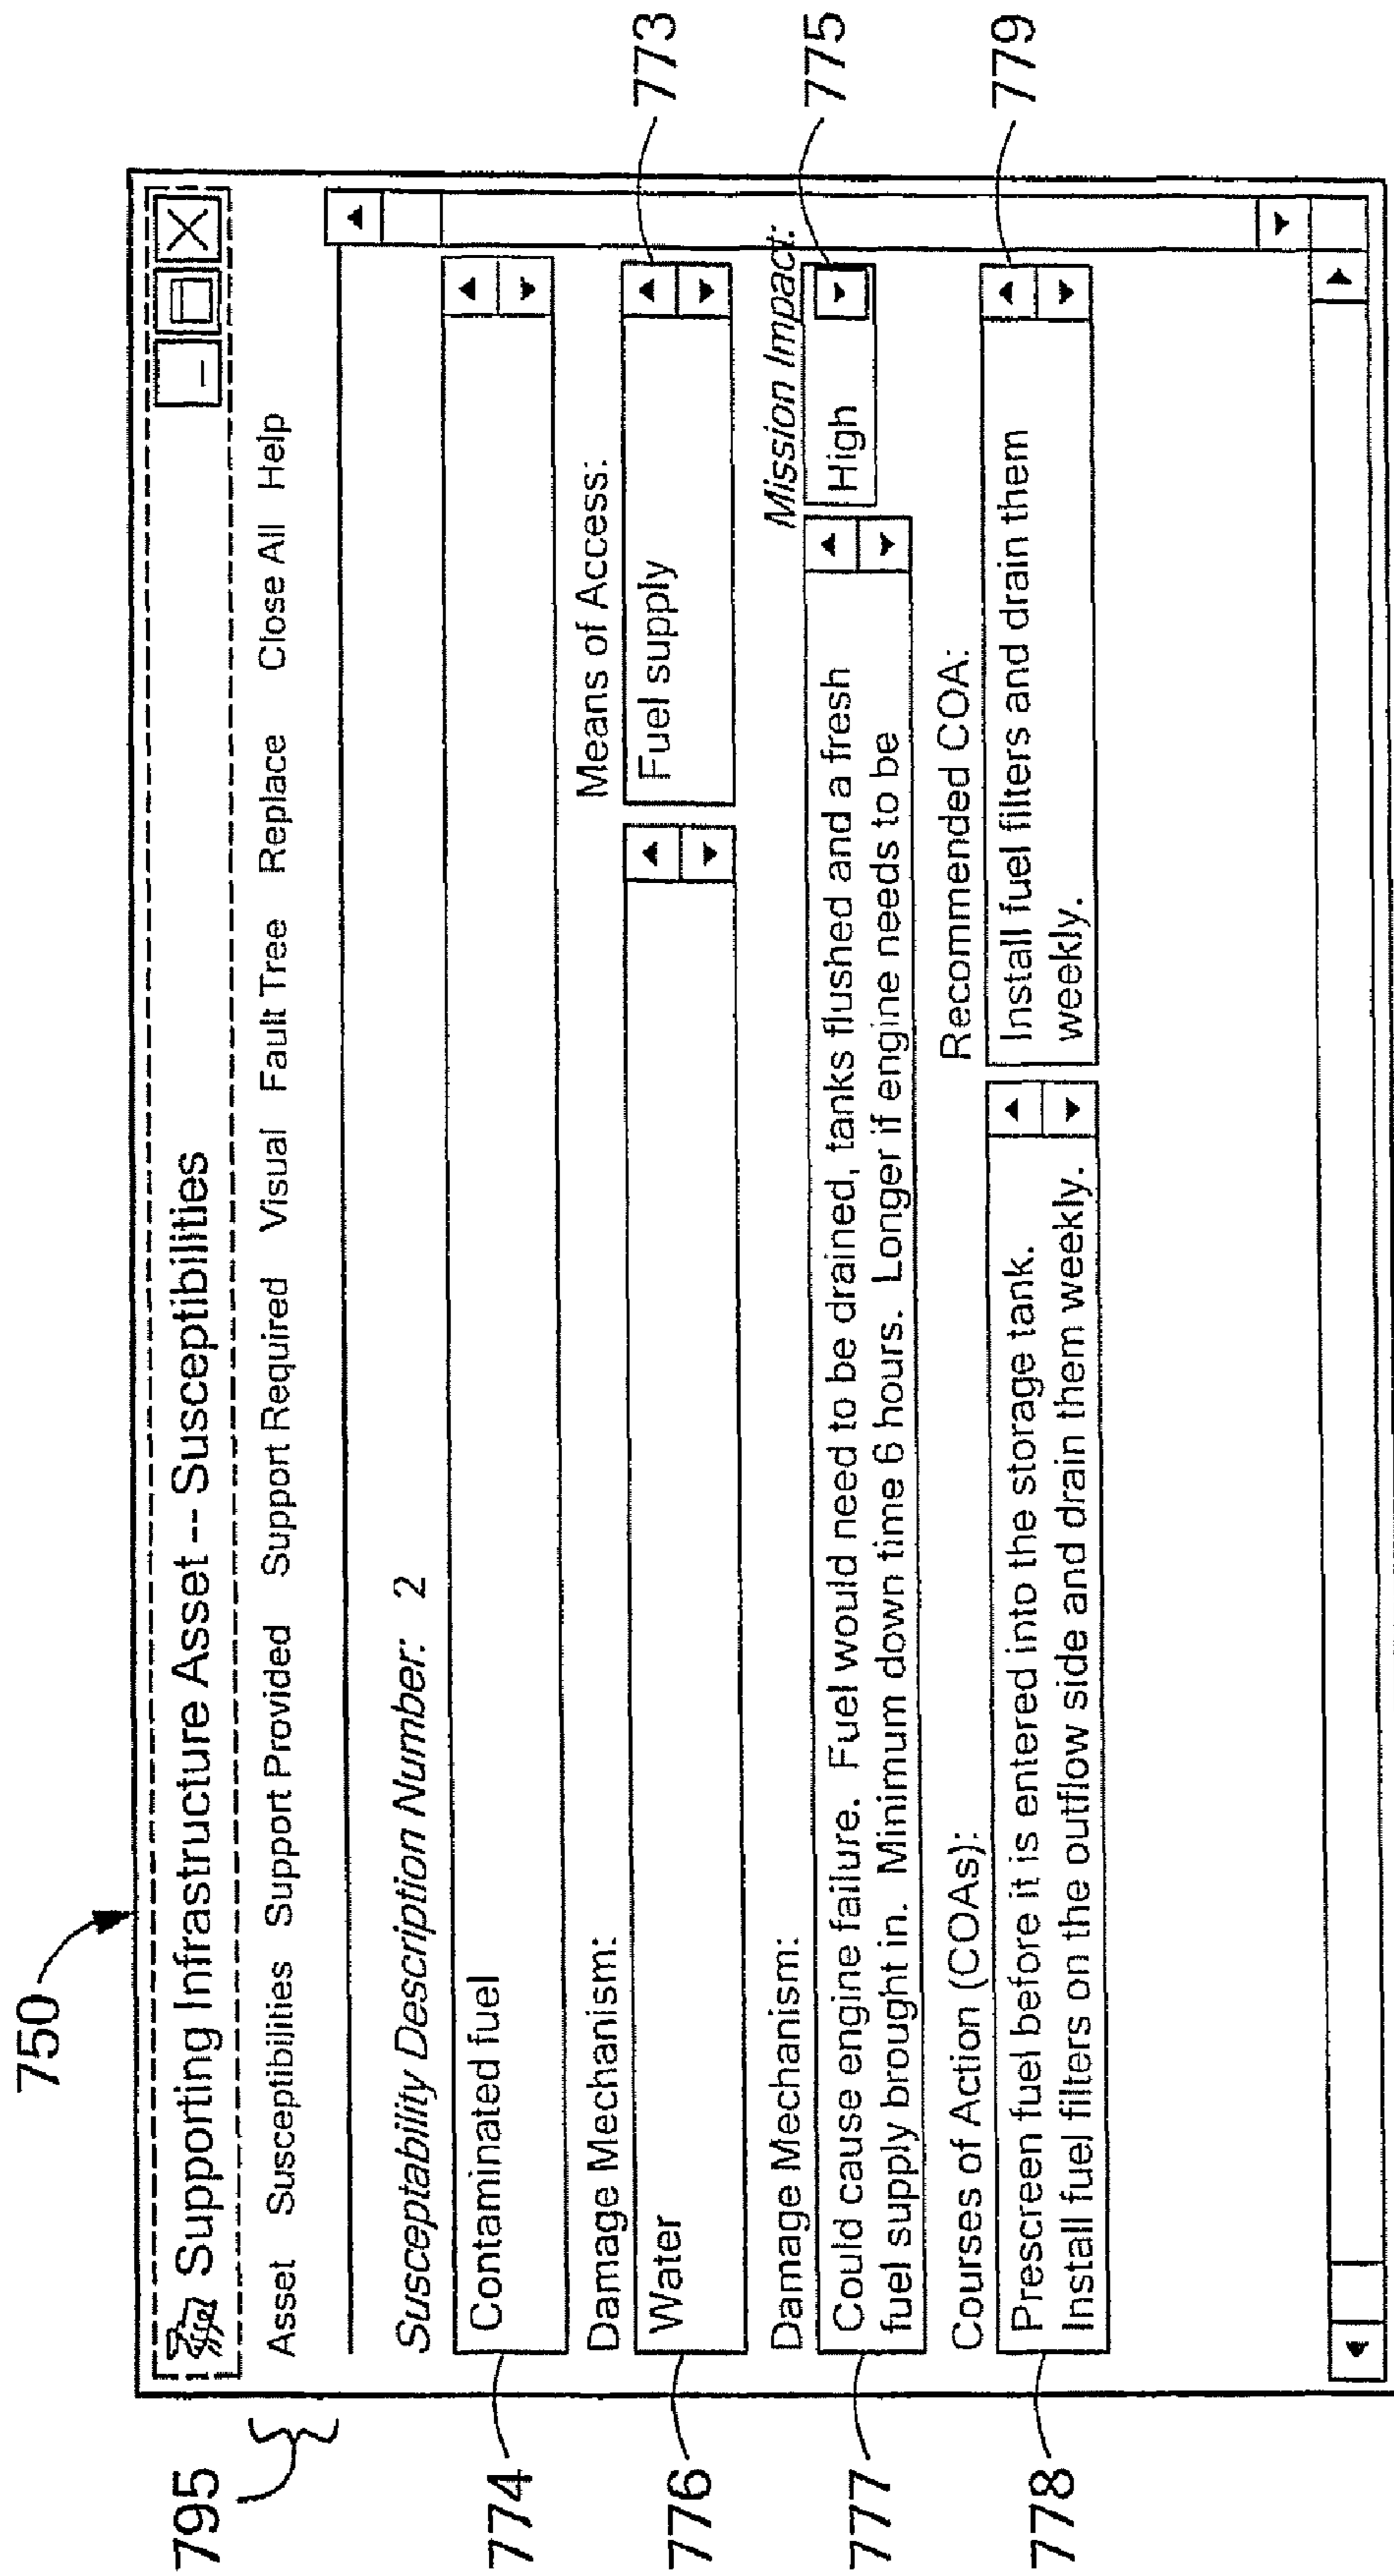 750
795
Supporting Infrastructure Asset -- Susceptibilities
Asset Susceptibilities Support Provided Support Required Visual Fault Tree Replace Close All Help
Susceptability Description Number: 2
774
Contaminated fuel
Damage Mechanism:
Means of Access:
776
Water
Fuel supply
773
Damage Mechanism:
Mission Impact:
777
Could cause engine failure. Fuel would need to be drained, tanks flushed and a fresh
fuel supply brought in. Minimum down time 6 hours. Longer if engine needs to be
High
775
Courses of Action (COAs):
Recommended COA:
778
Prescreen fuel before it is entered into the storage tank.
Install fuel filters on the outflow side and drain them weekly.
Install fuel filters and drain them
weekly.
779